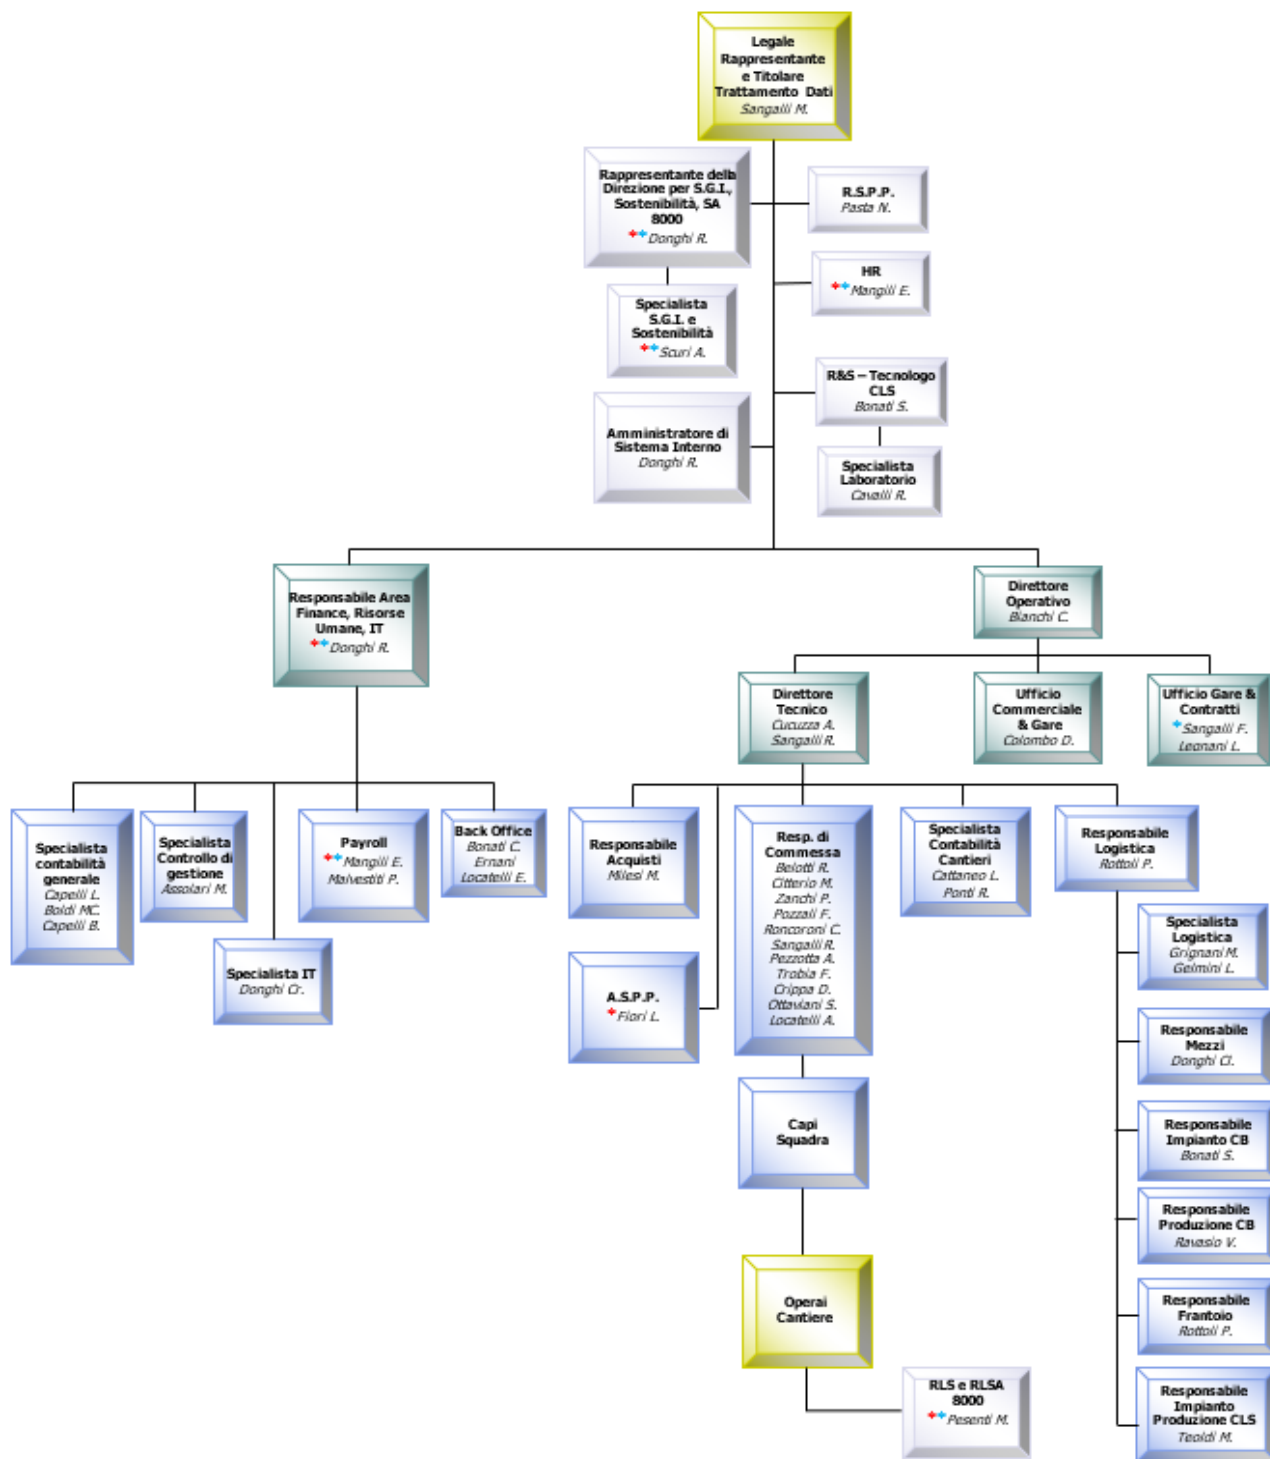 Legale
Rappresentante
e Titolare
Trattamento Dati
Sangalli M.
Rappresentante della
Direzione per S.G.I.,
Sostenibilità, SA
8000
Donghi R.
R.S.P.P.
Pasta N.
HR
Mangili E.
Specialista
S.G.I. e
Sostenibilità
Scuri A.
R&S – Tecnologo
CLS
Bonati S.
Amministratore di
Sistema Interno
Donghi R.
Specialista
Laboratorio
Cavalli R.
Responsabile Area
Finance, Risorse
Umane, IT
Donghi R.
Direttore
Operativo
Bianchi C.
Direttore
Tecnico
Cucuzza A.
Sangalli R.
Ufficio
Commerciale
& Gare
Colombo D.
Ufficio Gare &
Contratti
Sangalli F.
Leonani L.
Specialista
contabilità
generale
Capelli L.
Boldi MC.
Capelli B.
Specialista
Controllo di
gestione
Assolari M.
Payroll
Mangili E.
Malvestiti P.
Back Office
Bonati C.
Ernani
Locatelli E.
Specialista IT
Donghi Cr.
Responsabile
Acquisti
Milesi M.
A.S.P.P.
Fiori L.
Resp. di
Commessa
Belotti R.
Citterio M.
Zanchi P.
Pozzali F.
Roncoroni C.
Sangalli R.
Pezzotta A.
Trobia F.
Crippa D.
Ottaviani S.
Locatelli A.
Specialista
Contabilità
Cantieri
Cattaneo L.
Ponti R.
Responsabile
Logistica
Rottoli P.
Specialista
Logistica
Grignani M.
Gelmini L.
Responsabile
Mezzi
Donghi Cl.
Capi
Squadra
Responsabile
Impianto CB
Bonati S.
Responsabile
Produzione CB
Ravasio V.
Operai
Cantiere
Responsabile
Frantoio
Rottoli P.
RLS e RLSA
8000
Pesenti M.
Responsabile
Impianto
Produzione CLS
Teoldi M.